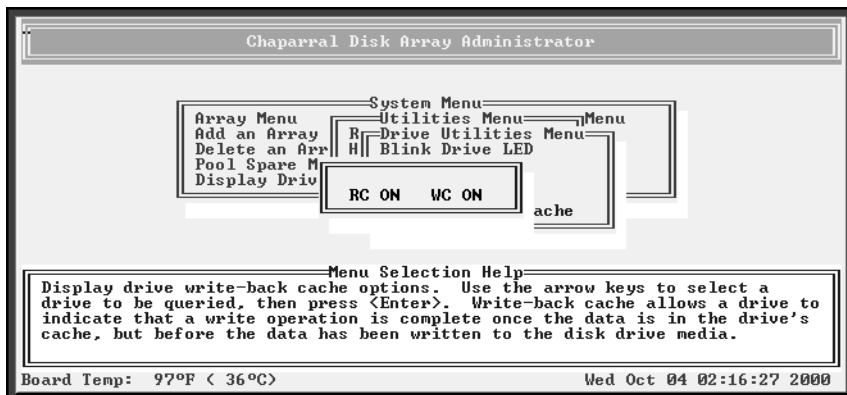 Chaparral Disk Array Administrator
System Menu
Array Menu Utilities Menu Menu
Add an Array R Drive Utilities Menu
Delete an Arr H Blink Drive LED
Pool Spare M
Display Driv
RC ON WC ON
ache
Menu Selection Help
Display drive write-back cache options. Use the arrow keys to select a
drive to be queried, then press <Enter>. Write-back cache allows a drive to
indicate that a write operation is complete once the data is in the drive's
cache, but before the data has been written to the disk drive media.
Board Temp: 97ºF ( 36ºC) Wed Oct 04 02:16:27 2000